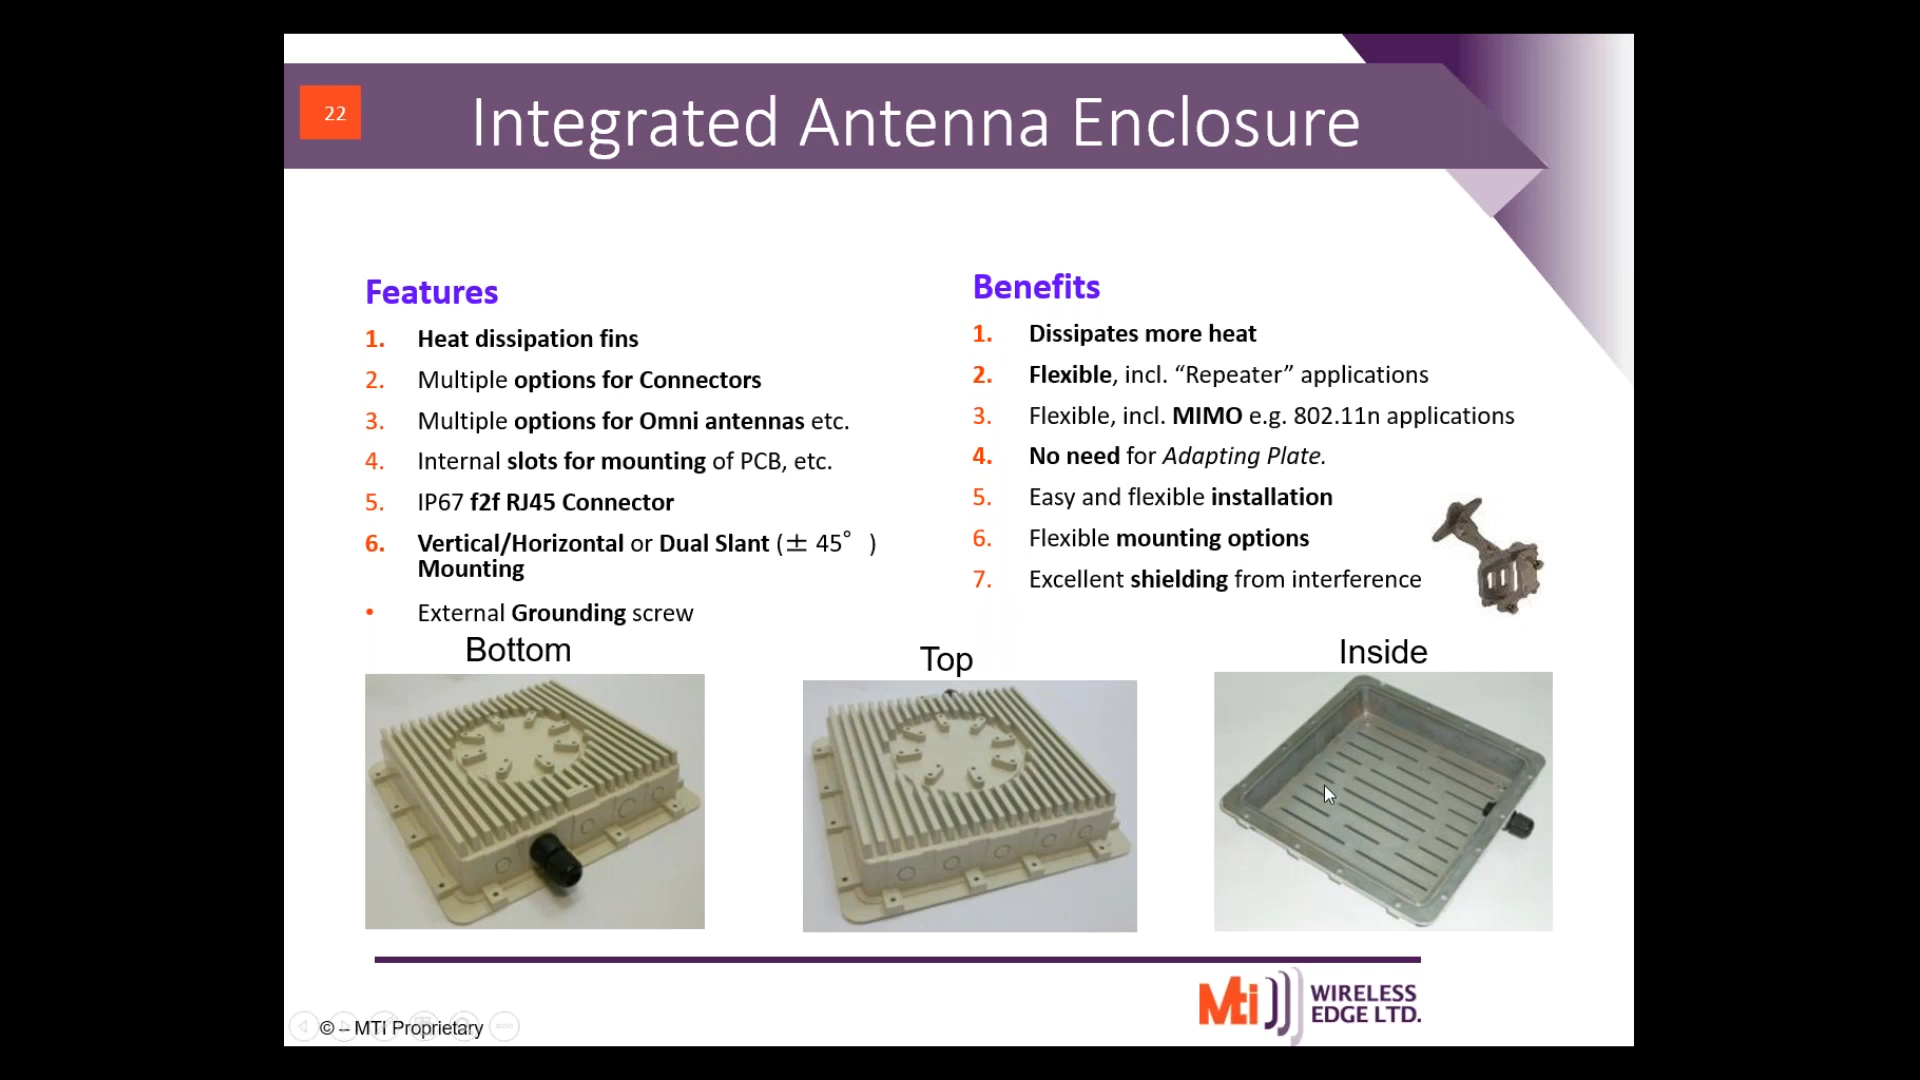 22
Integrated Antenna Enclosure
Features
1. Heat dissipation fins
2. Multiple options for Connectors
3. Multiple options for Omni antennas etc.
4. Internal slots for mounting of PCB, etc.
5. IP67 f2f RJ45 Connector
6. Vertical/Horizontal or Dual Slant (± 45° )
Mounting
• External Grounding screw
Benefits
1. Dissipates more heat
2. Flexible, incl. “Repeater” applications
3. Flexible, incl. MIMO e.g. 802.11n applications
4. No need for Adapting Plate.
5. Easy and flexible installation
6. Flexible mounting options
7. Excellent shielding from interference
Bottom
Top
Inside
© – MTI Proprietary
MTi WIRELESS
EDGE LTD.